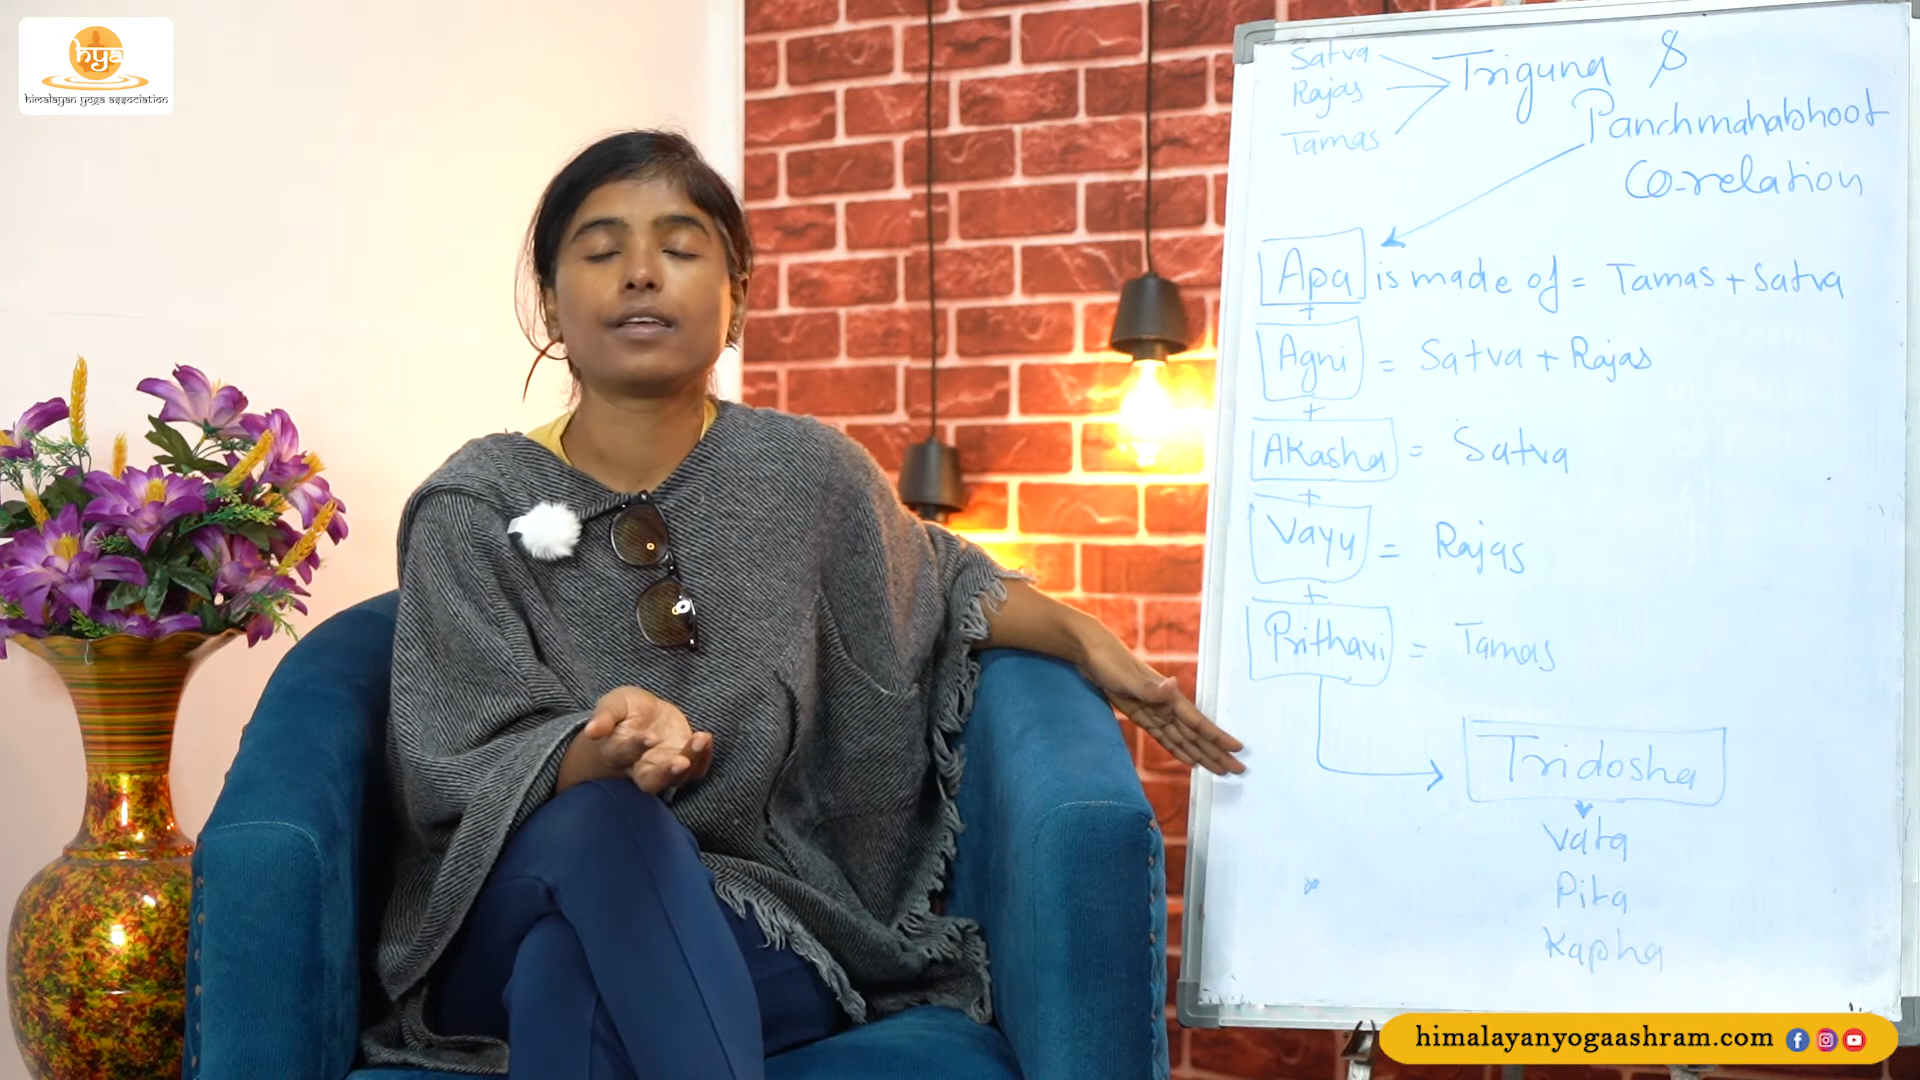 hya
himalayan yoga association
Satva
Rajas
Tamas
Triguna &
Panchmahabhoot
Co-relation
Apa is made of = Tamas + Satva
+
Agni = Satva + Rajas
+
AKasha = Satva
+
Vayu = Rajas
+
Prithavi = Tamas
Tridosha
Vata
Pita
Kapha
himalayanyogaashram.com